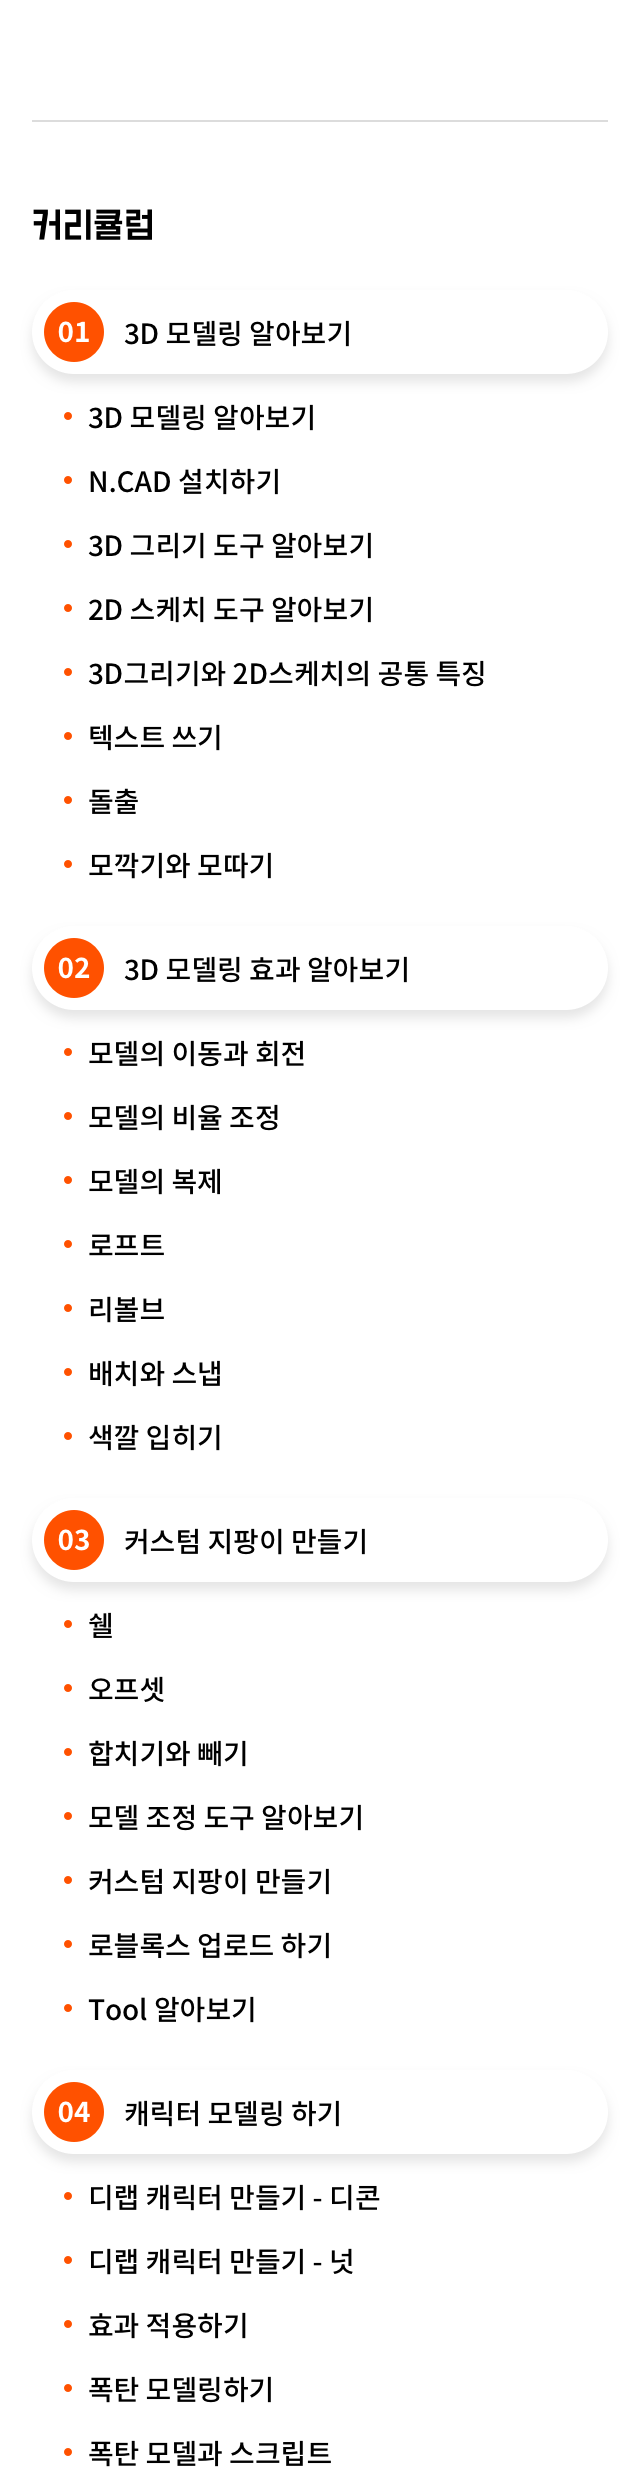 커리큘럼
01 3D 모델링 알아보기
3D 모델링 알아보기
N.CAD 설치하기
3D 그리기 도구 알아보기
2D 스케치 도구 알아보기
3D그리기와 2D스케치의 공통 특징
텍스트 쓰기
돌출
모깍기와 모따기
02 3D 모델링 효과 알아보기
모델의 이동과 회전
모델의 비율 조정
모델의 복제
로프트
리볼브
배치와 스냅
색깔 입히기
03 커스텀 지팡이 만들기
쉘
오프셋
합치기와 빼기
모델 조정 도구 알아보기
커스텀 지팡이 만들기
로블록스 업로드 하기
Tool 알아보기
04 캐릭터 모델링 하기
디랩 캐릭터 만들기 - 디콘
디랩 캐릭터 만들기 - 넛
효과 적용하기
폭탄 모델링하기
폭탄 모델과 스크립트